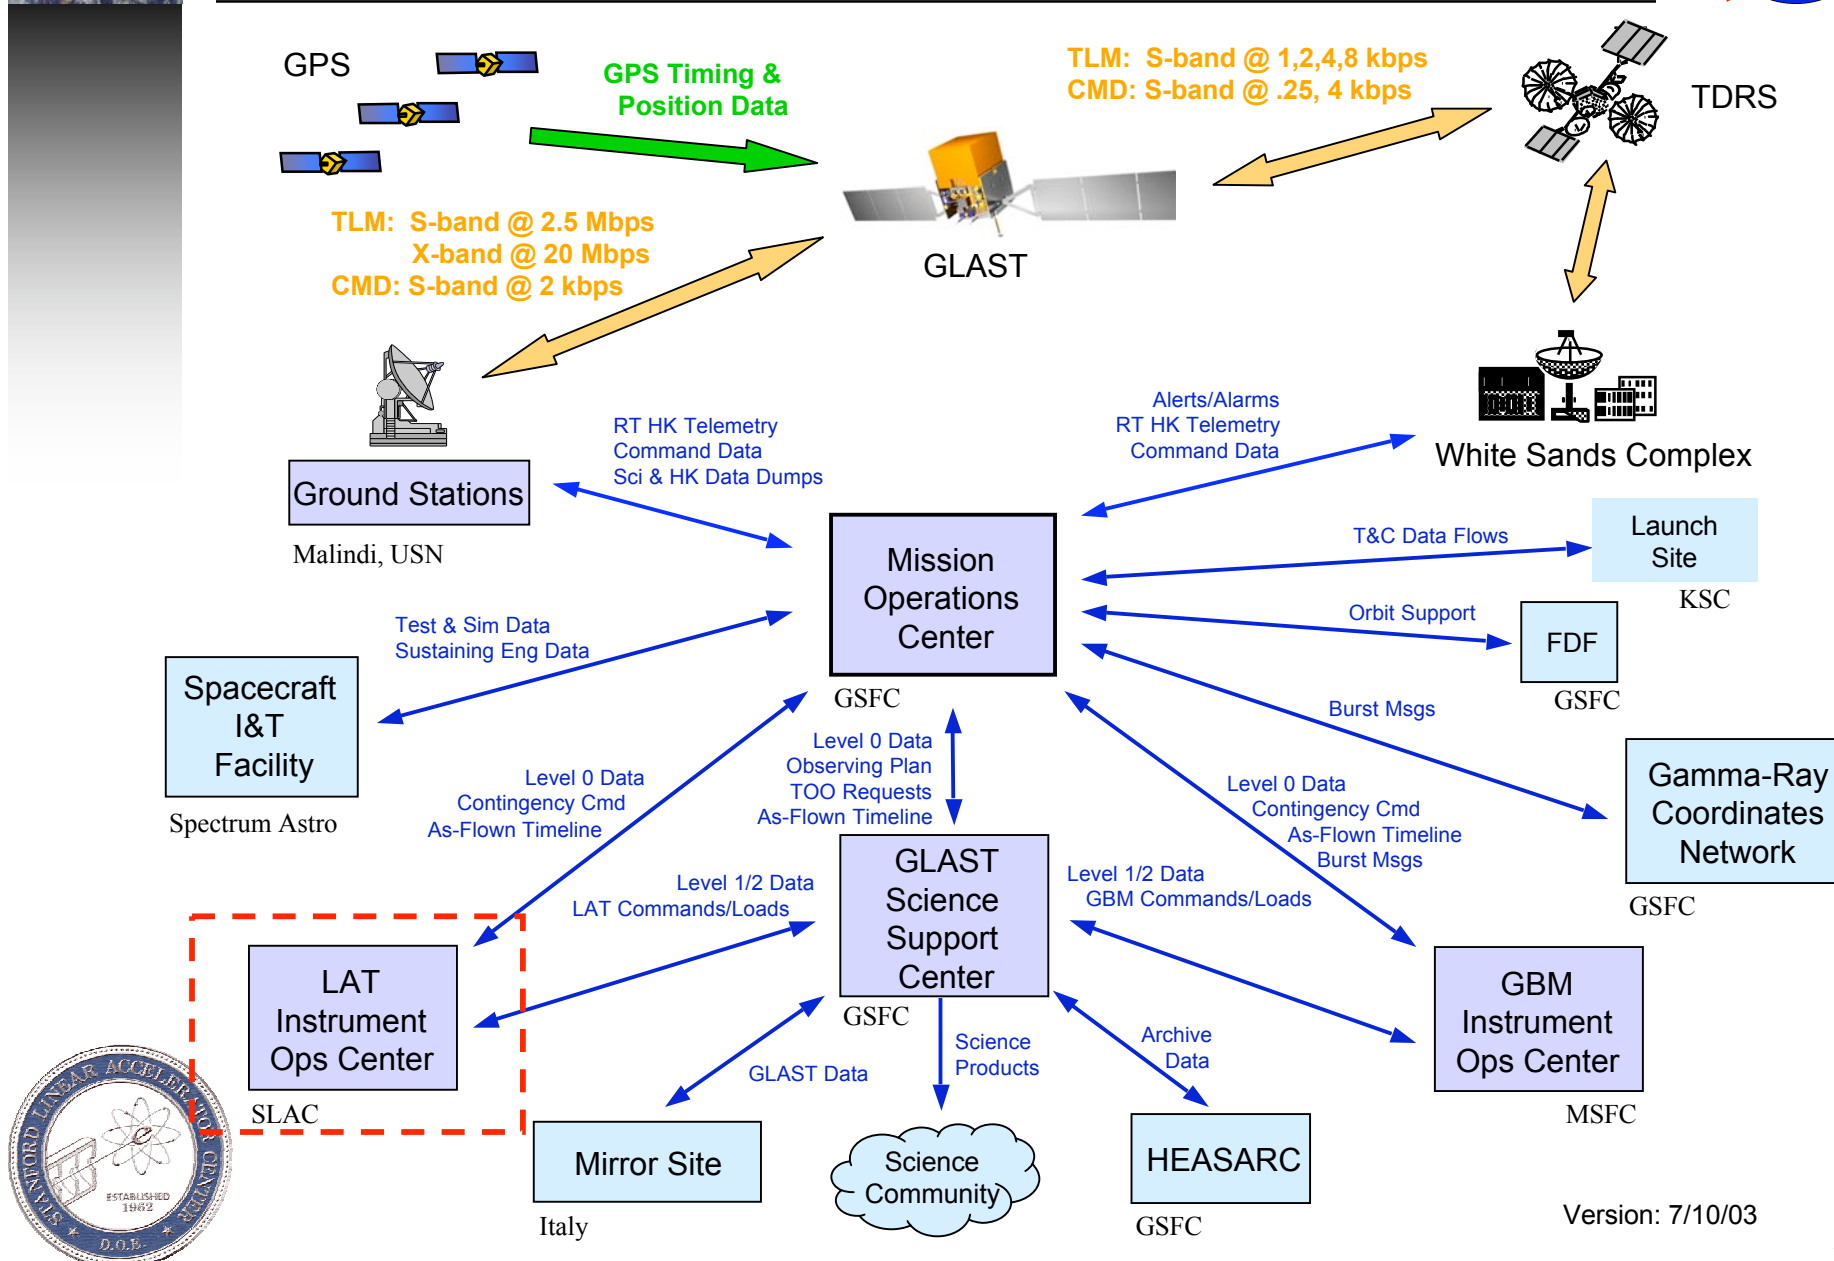 GPS
GPS Timing &
Position Data
TLM: S-band @ 1,2,4,8 kbps
CMD: S-band @ .25, 4 kbps
TDRS
TLM: S-band @ 2.5 Mbps
X-band @ 20 Mbps
CMD: S-band @ 2 kbps
GLAST
RT HK Telemetry
Command Data
Sci & HK Data Dumps
Alerts/Alarms
RT HK Telemetry
Command Data
White Sands Complex
Ground Stations
Malindi, USN
Mission
Operations
Center
GSFC
T&C Data Flows
Launch
Site
KSC
Orbit Support
FDF
GSFC
Test & Sim Data
Sustaining Eng Data
Spacecraft
I&T
Facility
Spectrum Astro
Burst Msgs
Gamma-Ray
Coordinates
Network
GSFC
Level 0 Data
Contingency Cmd
As-Flown Timeline
Level 0 Data
Observing Plan
TOO Requests
As-Flown Timeline
Level 0 Data
Contingency Cmd
As-Flown Timeline
Burst Msgs
GLAST
Science
Support
Center
GSFC
Level 1/2 Data
LAT Commands/Loads
Level 1/2 Data
GBM Commands/Loads
LAT
Instrument
Ops Center
SLAC
GBM
Instrument
Ops Center
MSFC
GLAST Data
Science
Products
Archive
Data
Mirror Site
Italy
Science
Community
HEASARC
GSFC
STANFORD LINEAR ACCELERATOR CENTER
e
ESTABLISHED
1962
D.O.E.
Version: 7/10/03